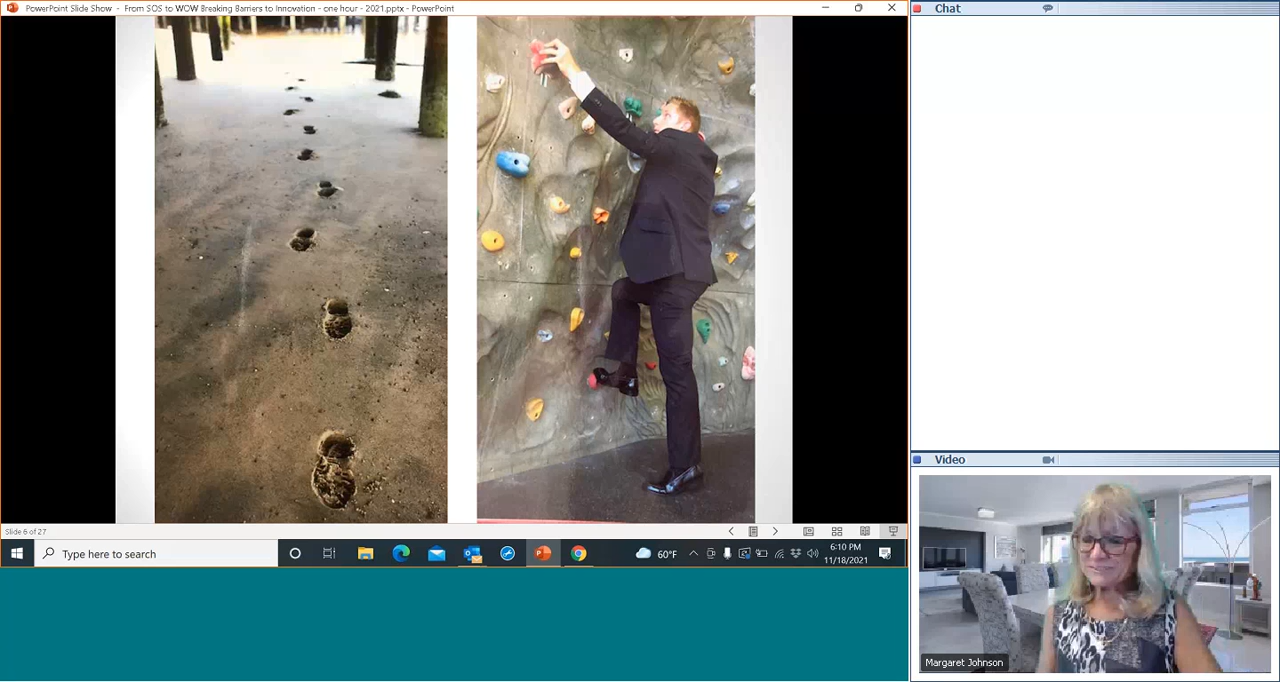 PowerPoint Slide Show - From SOS to WOW Breaking Barriers to Innovation - one hour - 2021.pptx - PowerPoint
Chat
Video
Slide 6 of 27
Type here to search
60°F
6:10 PM
11/18/2021
Margaret Johnson